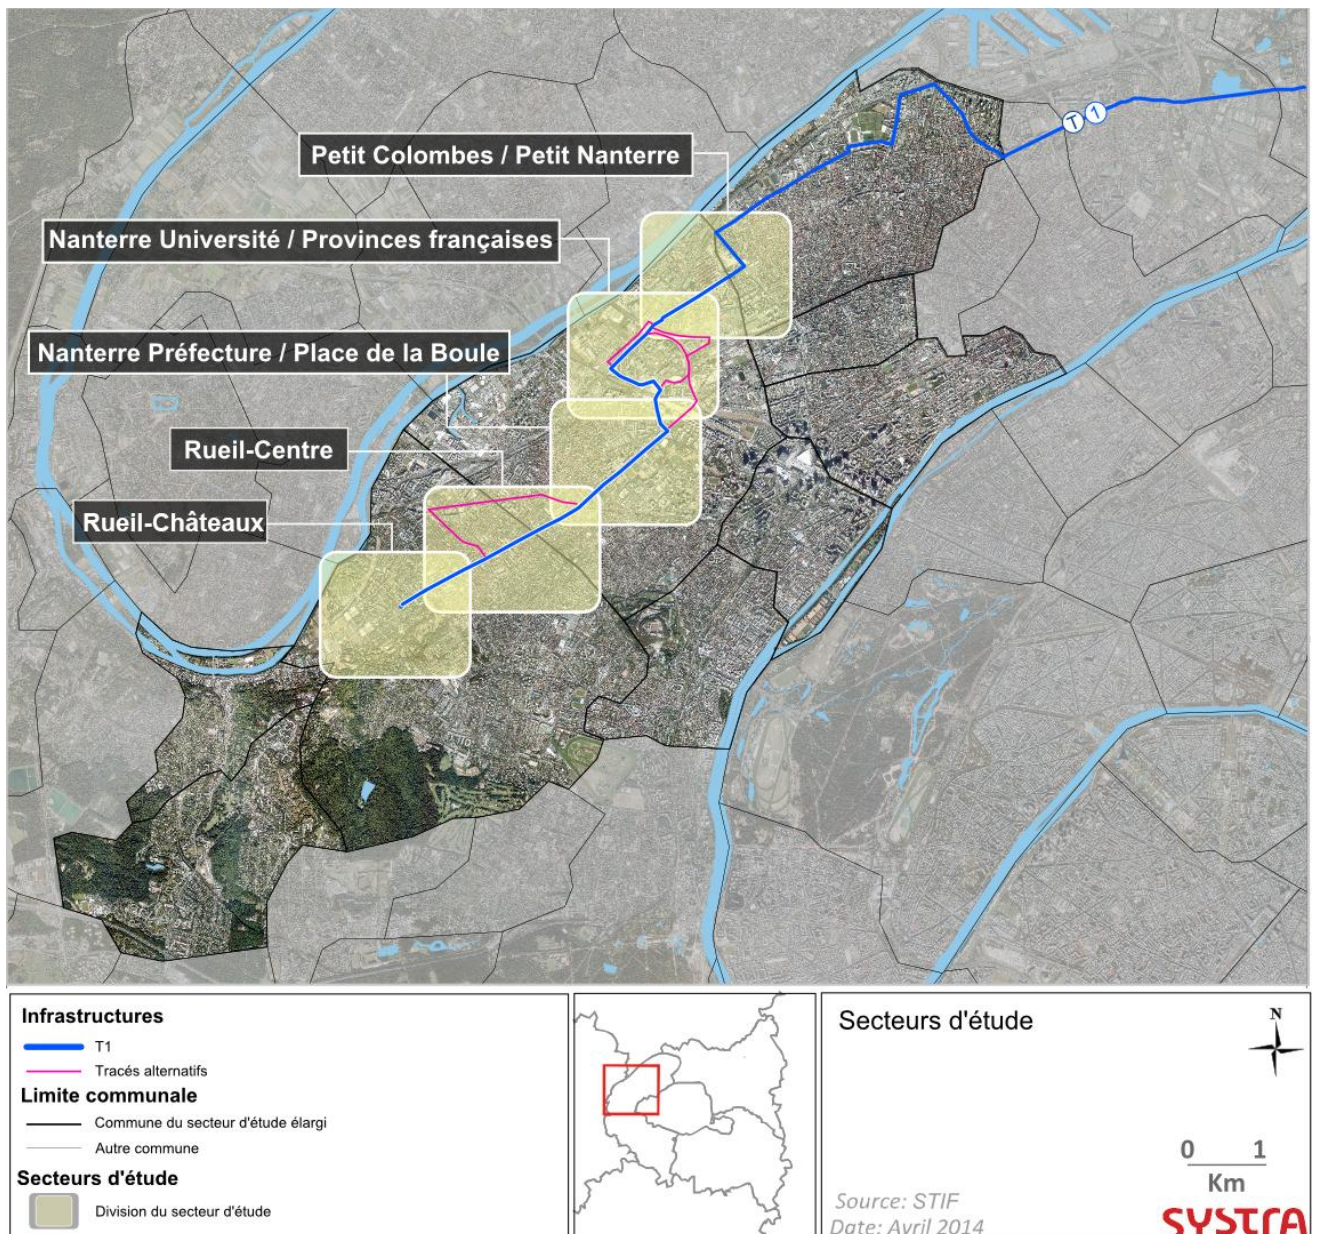 T 1
Petit Colombes / Petit Nanterre
Nanterre Université / Provinces françaises
Nanterre Préfecture / Place de la Boule
Rueil-Centre
Rueil-Châteaux
Infrastructures
T1
Tracés alternatifs
Limite communale
Commune du secteur d'étude élargi
Autre commune
Secteurs d'étude
Division du secteur d'étude
Secteurs d'étude
N
0 1
Km
Source: STIF
Date: Avril 2014
SYSTRA